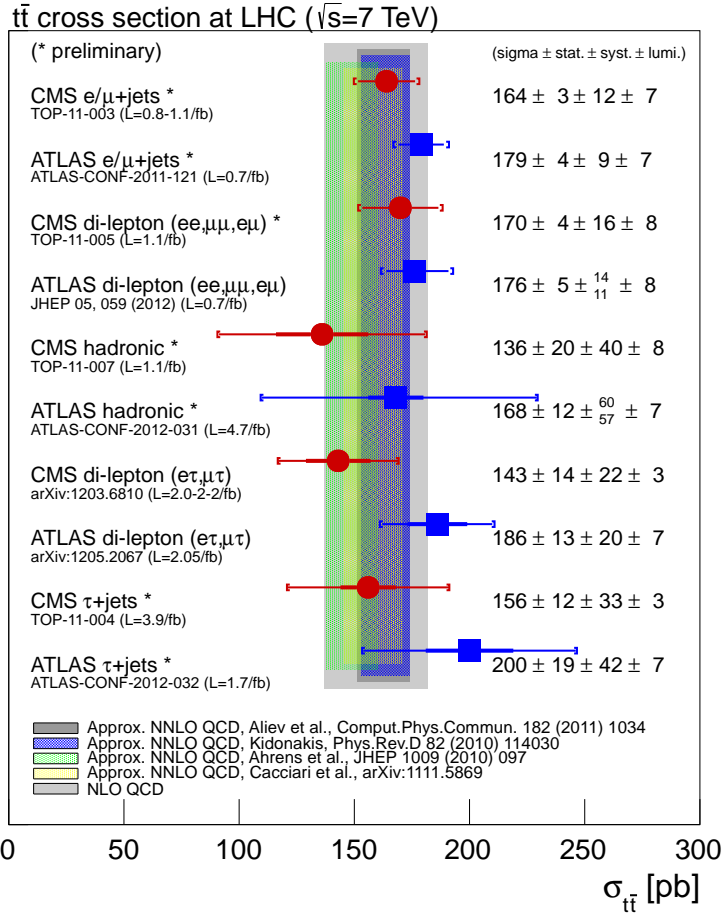 tt̄ cross section at LHC (√s=7 TeV)
(* preliminary) (sigma ± stat. ± syst. ± lumi.)
CMS e/μ+jets * 164 ± 3 ± 12 ± 7
TOP-11-003 (L=0.8-1.1/fb)
ATLAS e/μ+jets * 179 ± 4 ± 9 ± 7
ATLAS-CONF-2011-121 (L=0.7/fb)
CMS di-lepton (ee,μμ,eμ) * 170 ± 4 ± 16 ± 8
TOP-11-005 (L=1.1/fb)
ATLAS di-lepton (ee,μμ,eμ) 176 ± 5 ± 14 11 ± 8
JHEP 05, 059 (2012) (L=0.7/fb)
CMS hadronic * 136 ± 20 ± 40 ± 8
TOP-11-007 (L=1.1/fb)
ATLAS hadronic * 168 ± 12 ± 60 57 ± 7
ATLAS-CONF-2012-031 (L=4.7/fb)
CMS di-lepton (eτ,μτ) 143 ± 14 ± 22 ± 3
arXiv:1203.6810 (L=2.0-2-2/fb)
ATLAS di-lepton (eτ,μτ) 186 ± 13 ± 20 ± 7
arXiv:1205.2067 (L=2.05/fb)
CMS τ+jets * 156 ± 12 ± 33 ± 3
TOP-11-004 (L=3.9/fb)
ATLAS τ+jets * 200 ± 19 ± 42 ± 7
ATLAS-CONF-2012-032 (L=1.7/fb)
Approx. NNLO QCD, Aliev et al., Comput.Phys.Commun. 182 (2011) 1034
Approx. NNLO QCD, Kidonakis, Phys.Rev.D 82 (2010) 114030
Approx. NNLO QCD, Ahrens et al., JHEP 1009 (2010) 097
Approx. NNLO QCD, Cacciari et al., arXiv:1111.5869
NLO QCD
0 50 100 150 200 250 300
σtt̄ [pb]